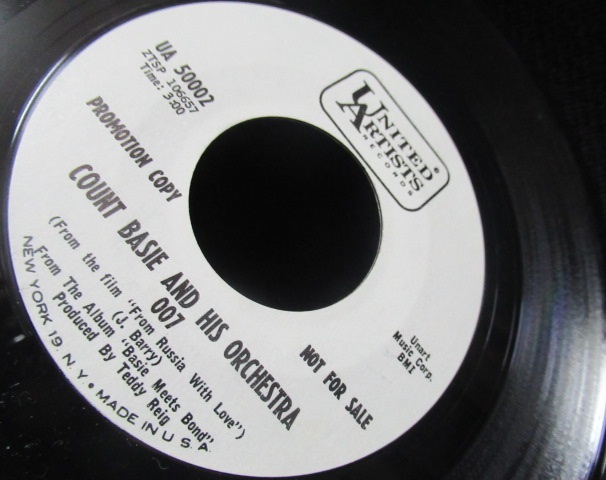 UA 50002
ZTSP 106657
Time: 3:00
UNITED
ARTISTS
RECORDS
PROMOTION COPY
NOT FOR SALE
Unart
Music Corp.
BMI
COUNT BASIE AND HIS ORCHESTRA
007
(From the film "From Russia With Love")
(J. Barry)
From The Album "Basie Meets Bond"
Produced By Teddy Reig
NEW YORK 19 N.Y. • MADE IN U S A